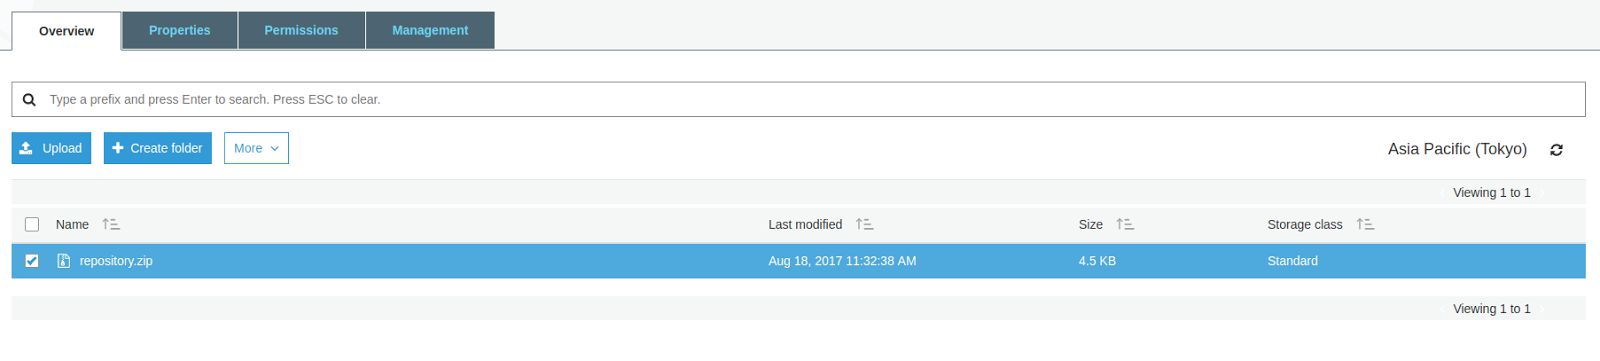 Overview Properties Permissions Management
Type a prefix and press Enter to search. Press ESC to clear.
Upload Create folder More Asia Pacific (Tokyo)
Viewing 1 to 1
Name Last modified Size Storage class
repository.zip Aug 18, 2017 11:32:38 AM 4.5 KB Standard
Viewing 1 to 1